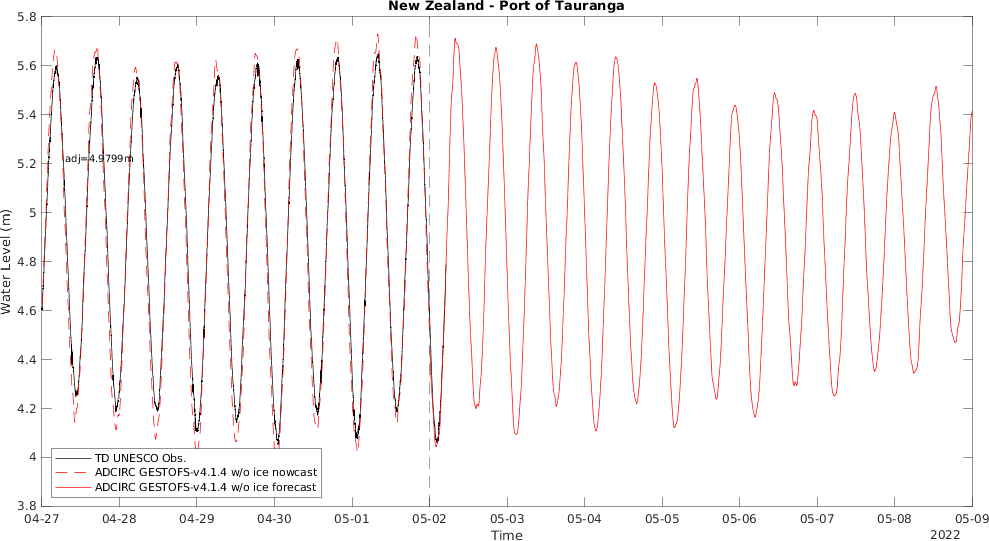 New Zealand - Port of Tauranga
5.8
5.6
5.4
5.2
5
4.8
4.6
4.4
4.2
4
3.8
Water Level (m)
adj=4.9799m
TD UNESCO Obs.
ADCIRC GESTOFS-v4.1.4 w/o ice nowcast
ADCIRC GESTOFS-v4.1.4 w/o ice forecast
04-27 04-28 04-29 04-30 05-01 05-02 05-03 05-04 05-05 05-06 05-07 05-08 05-09
Time
2022